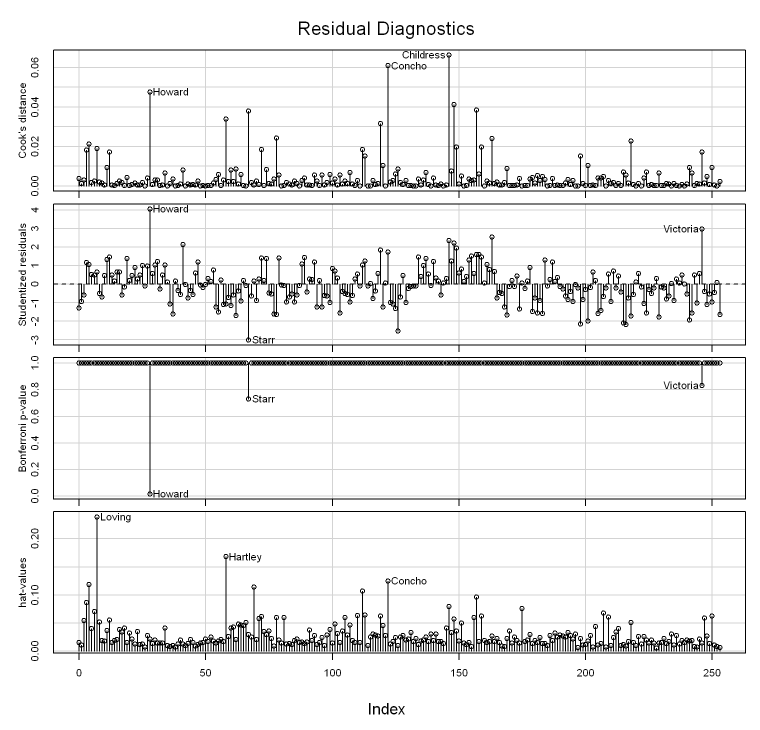 Residual Diagnostics
Cook's distance
0.00 0.02 0.04 0.06
Howard
Childress
Concho
Studentized residuals
-3 -2 -1 0 1 2 3 4
Howard
Victoria
Starr
Bonferroni p-value
0.0 0.2 0.4 0.6 0.8 1.0
Victoria
Starr
Howard
hat-values
0.00 0.10 0.20
Loving
Hartley
Concho
0 50 100 150 200 250
Index